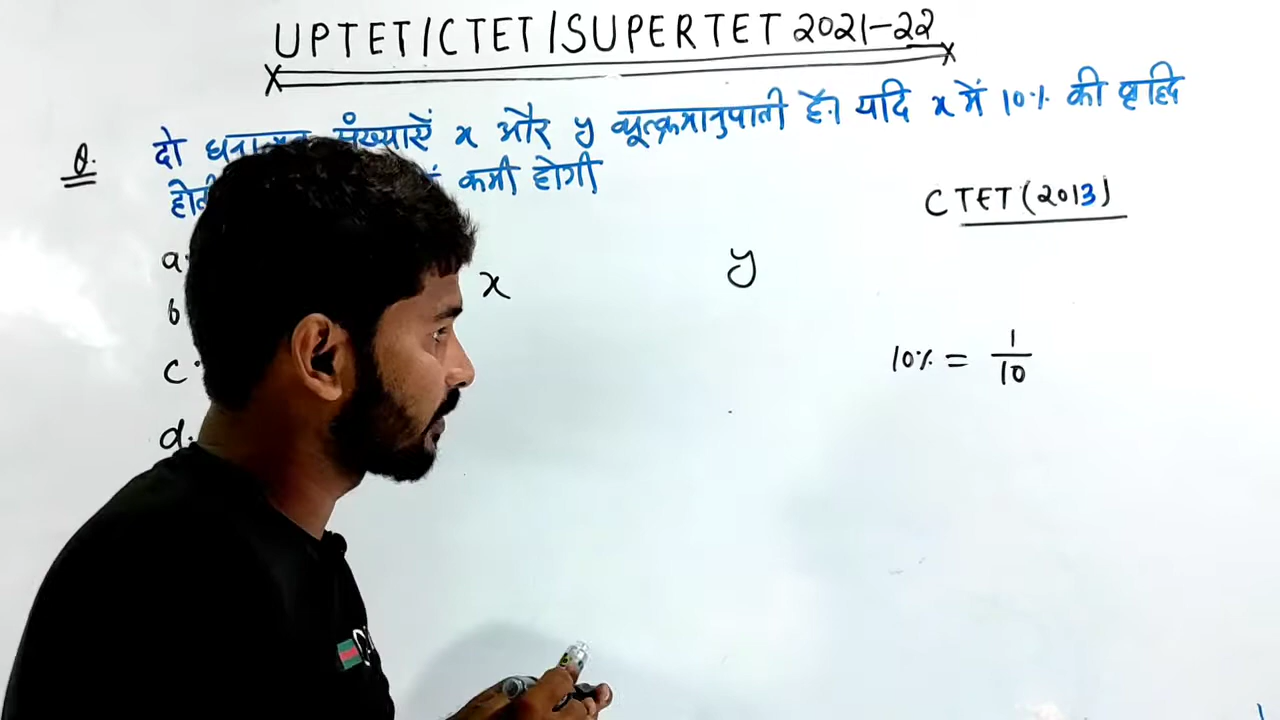 UPTET/CTET/SUPERTET 2021-22
Q. दो संख्याएँ x और y व्युत्क्रमानुपाती हैं। यदि x में 10% की वृद्धि
कमी होगी
CTET(2013)
a.
x y
b
10% = 1/10
c.
d.